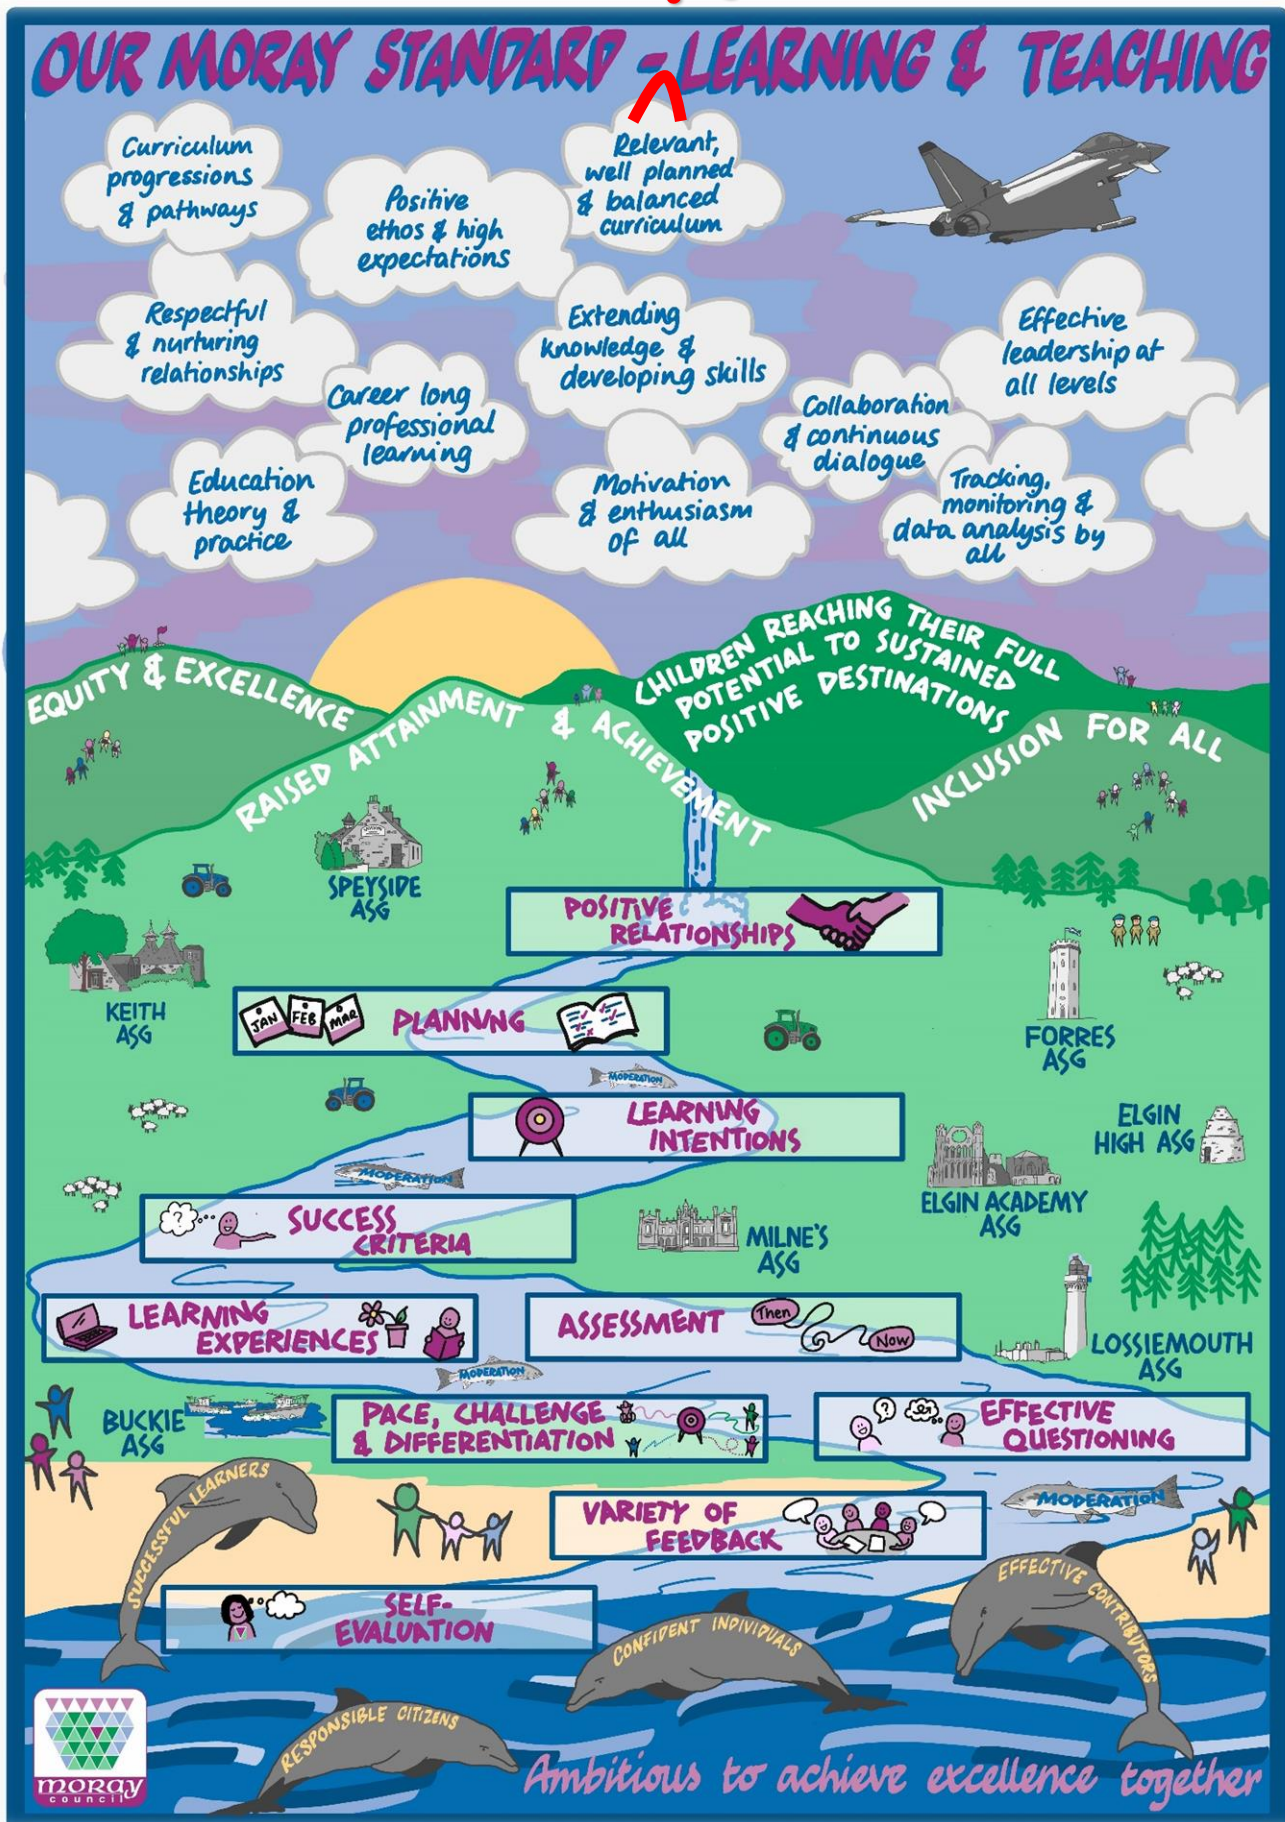 OUR MORAY STANDARD - LEARNING & TEACHING
Curriculum
progressions
& pathways
Positive
ethos & high
expectations
Relevant,
well planned
& balanced
curriculum
Respectful
& nurturing
relationships
Extending
knowledge &
developing skills
Effective
leadership at
all levels
Career long
professional
learning
Collaboration
& continuous
dialogue
Education
theory &
practice
Motivation
& enthusiasm
of all
Tracking,
monitoring &
data analysis by
all
EQUITY & EXCELLENCE
RAISED ATTAINMENT & ACHIEVEMENT
CHILDREN REACHING THEIR FULL
POTENTIAL TO SUSTAINED
POSITIVE DESTINATIONS
INCLUSION FOR ALL
SPEYSIDE
ASG
POSITIVE
RELATIONSHIPS
KEITH
ASG
JAN FEB MAR
PLANNING
FORRES
ASG
MODERATION
LEARNING
INTENTIONS
ELGIN
HIGH ASG
MODERATION
ELGIN ACADEMY
ASG
?
SUCCESS
CRITERIA
MILNE'S
ASG
LEARNING
EXPERIENCES
ASSESSMENT
Then
Now
LOSSIEMOUTH
ASG
MODERATION
BUCKIE
ASG
PACE, CHALLENGE
& DIFFERENTIATION
?
EFFECTIVE
QUESTIONING
SUCCESSFUL LEARNERS
MODERATION
VARIETY OF
FEEDBACK
EFFECTIVE CONTRIBUTORS
SELF-
EVALUATION
CONFIDENT INDIVIDUALS
RESPONSIBLE CITIZENS
moray
council
Ambitious to achieve excellence together